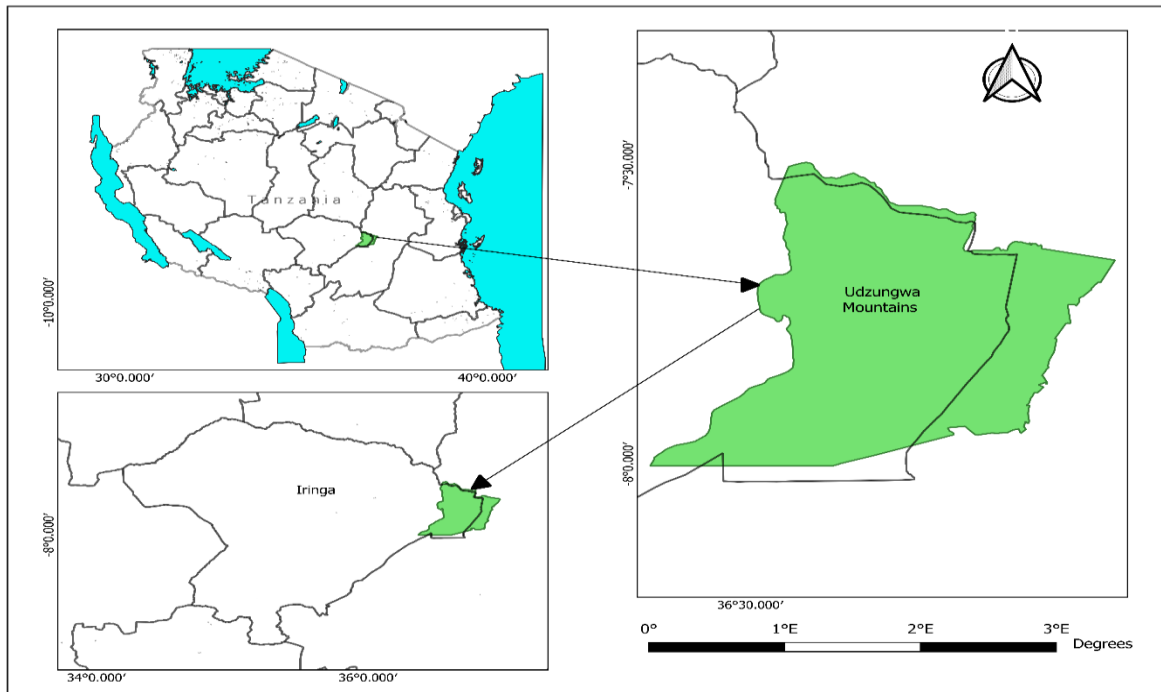 Tanzania
-10°0.000′
30°0.000′
40°0.000′
Iringa
-8°0.000′
34°0.000′
36°0.000′
Udzungwa
Mountains
-7°30.000′
-8°0.000′
36°30.000′
0°
1°E
2°E
3°E
Degrees